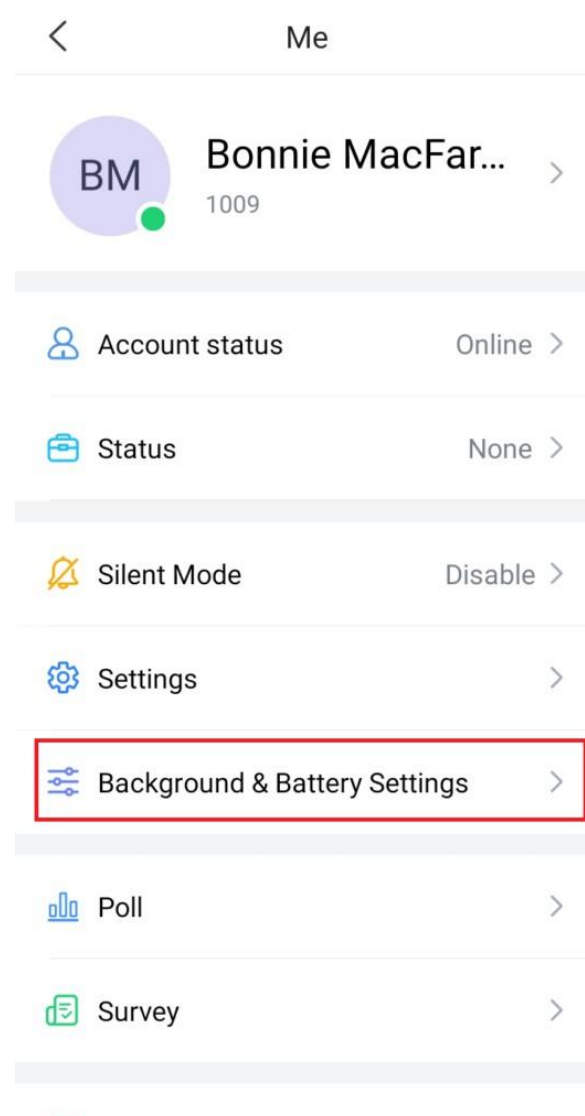 Me
BM
Bonnie MacFar...
1009
Account status Online
Status None
Silent Mode Disable
Settings
Background & Battery Settings
Poll
Survey